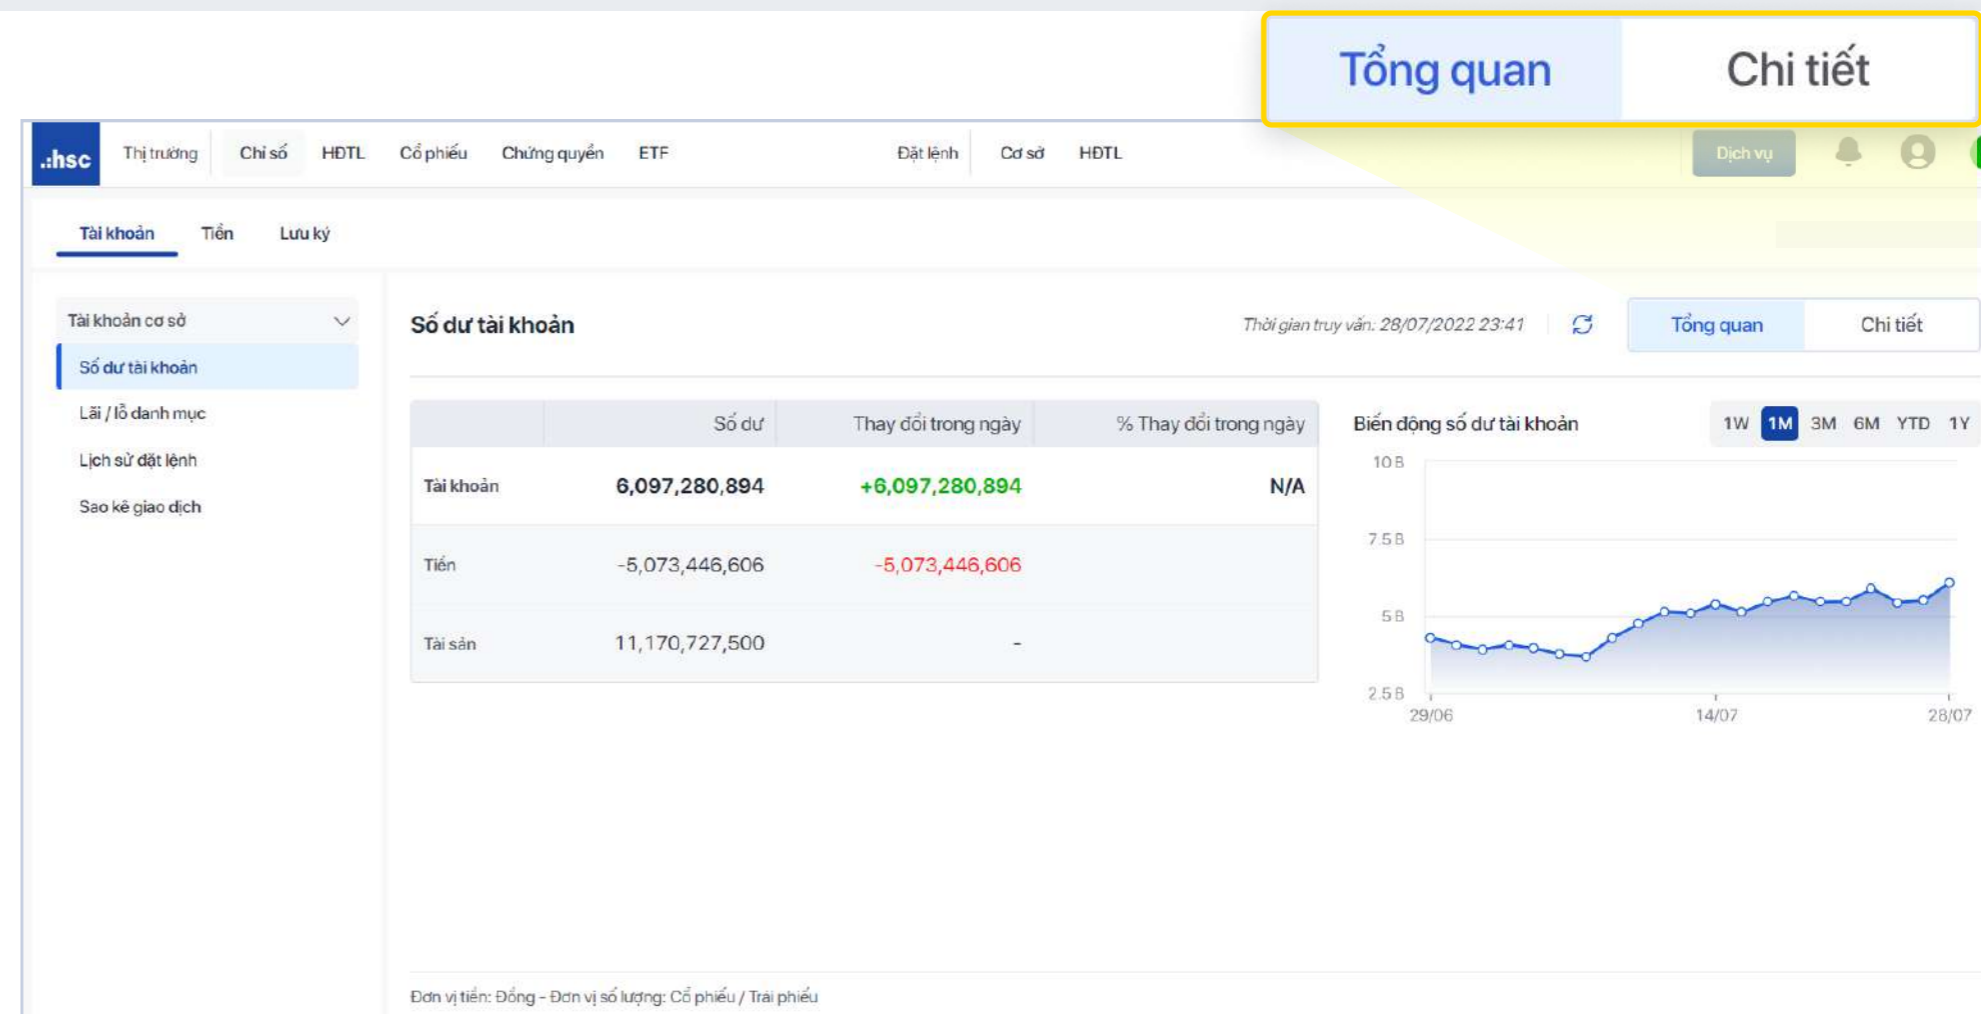 Tổng quan Chi tiết
.:hsc Thị trường Chỉ số HĐTL Cổ phiếu Chứng quyền ETF Đặt lệnh Cơ sở HĐTL Dịch vụ
Tài khoản Tiền Lưu ký
Tài khoản cơ sở
Số dư tài khoản
Lãi / lỗ danh mục
Lịch sử đặt lệnh
Sao kê giao dịch
Số dư tài khoản Thời gian truy vấn: 28/07/2022 23:41 Tổng quan Chi tiết
Số dư Thay đổi trong ngày % Thay đổi trong ngày
Tài khoản 6,097,280,894 +6,097,280,894 N/A
Tiền -5,073,446,606 -5,073,446,606
Tài sản 11,170,727,500 -
Biến động số dư tài khoản 1W 1M 3M 6M YTD 1Y
10 B
7.5 B
5 B
2.5 B
29/06 14/07 28/07
Đơn vị tiền: Đồng - Đơn vị số lượng: Cổ phiếu / Trái phiếu